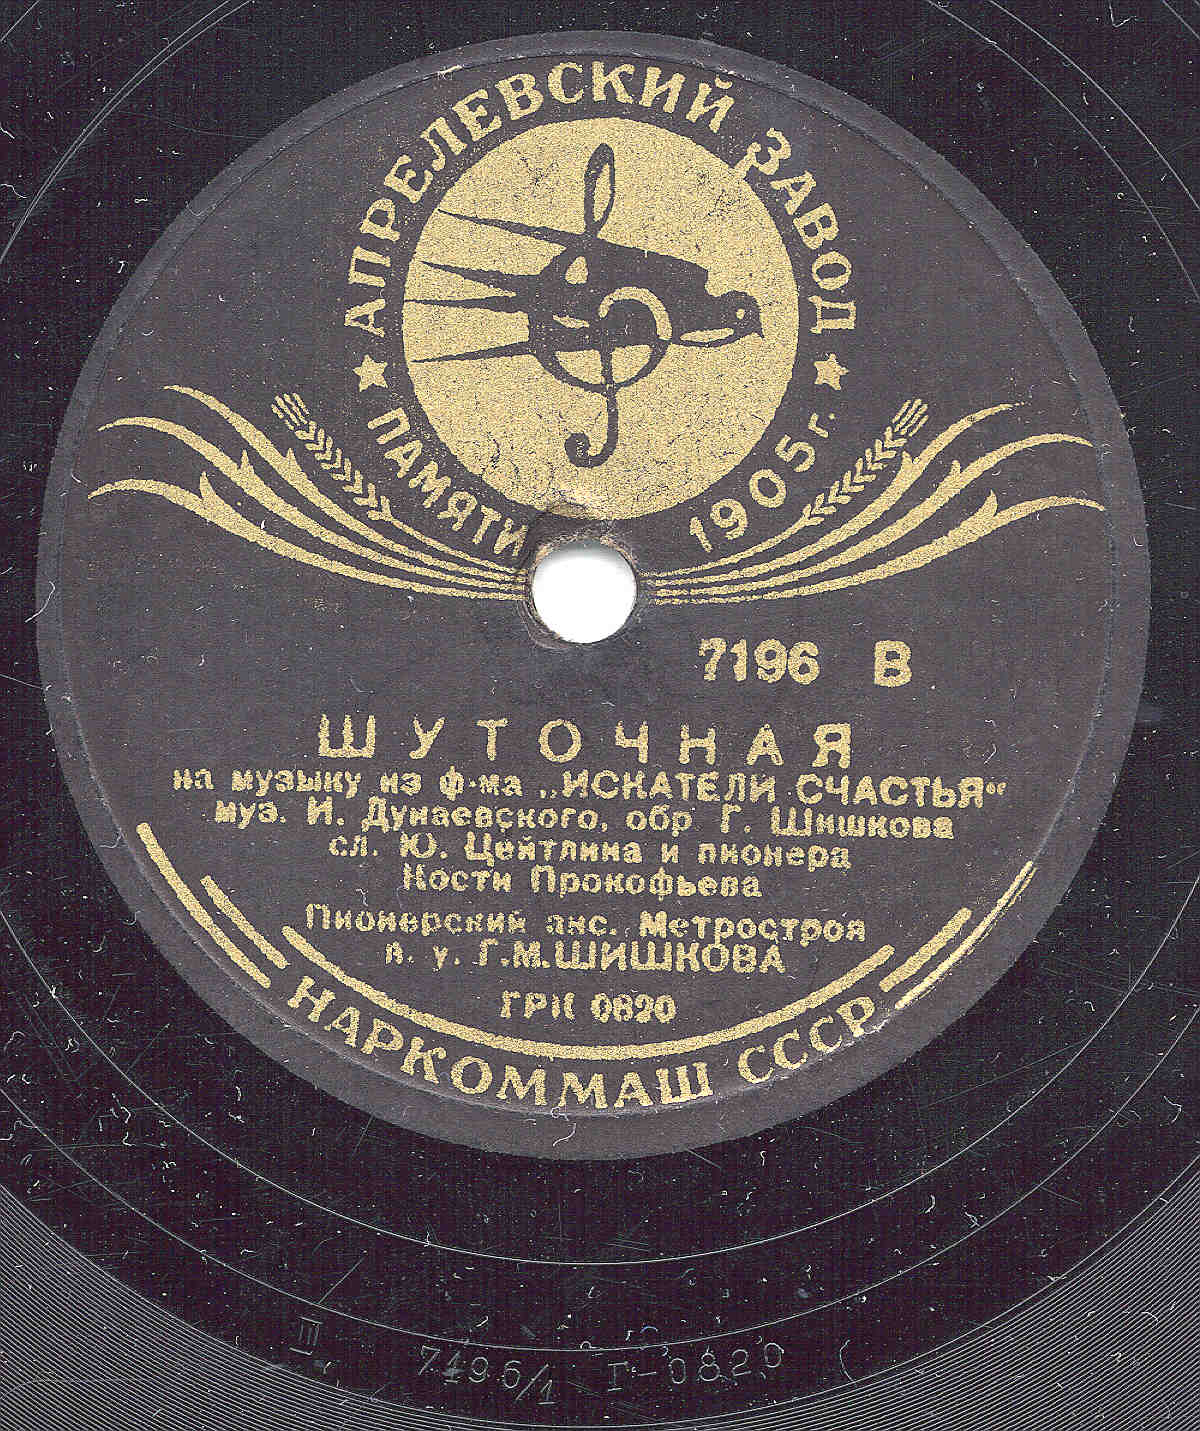 АПРЕЛЕВСКИЙ ЗАВОД
ПАМЯТИ 1905 г.
7196 В
ШУТОЧНАЯ
на музыку из ф-ма „ИСКАТЕЛИ СЧАСТЬЯ“
муз. И. Дунаевского, обр Г. Шишкова
сл. Ю. Цейтлина и пионера
Кости Прокофьева
Пионерский анс. Метростроя
п. у. Г.М.ШИШКОВА
ГРК 0820
НАРКОММАШ СССР
III 7196/1 Г-0820